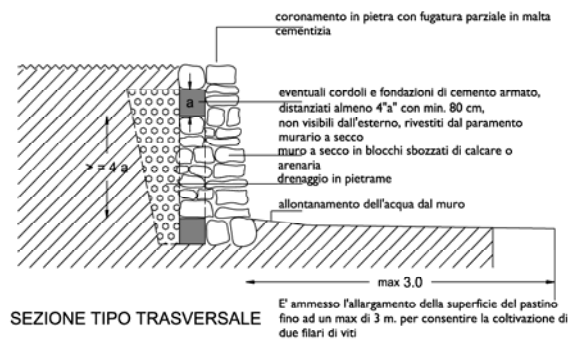 coronamento in pietra con fugatura parziale in malta
cementizia
a
eventuali cordoli e fondazioni di cemento armato,
distanziati almeno 4"a" con min. 80 cm,
non visibili dall'esterno, rivestiti dal paramento
murario a secco
muro a secco in blocchi sbozzati di calcare o
arenaria
> = 4 a
drenaggio in pietrame
allontanamento dell'acqua dal muro
max 3.0
SEZIONE TIPO TRASVERSALE
E' ammesso l'allargamento della superficie del pastino
fino ad un max di 3 m. per consentire la coltivazione di
due filari di viti